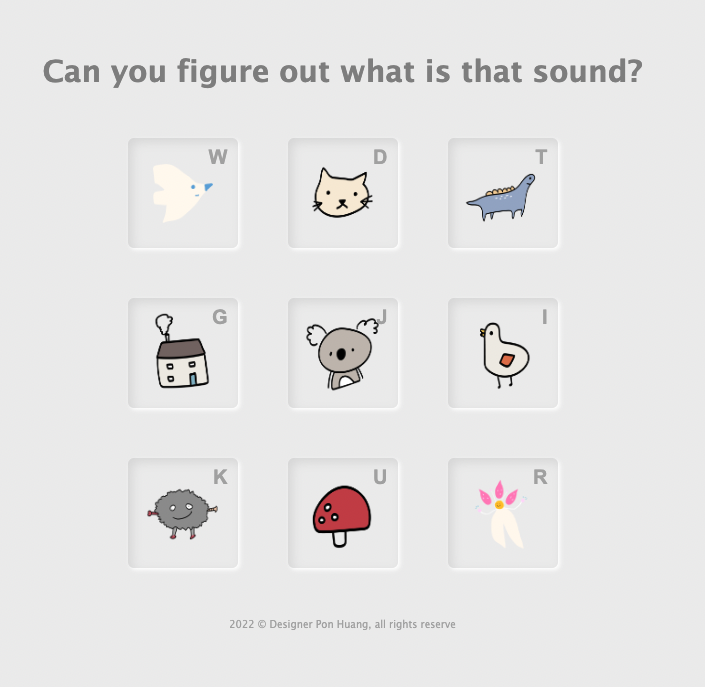 Can you figure out what is that sound?
W D T
G J I
K U R
2022 © Designer Pon Huang, all rights reserve